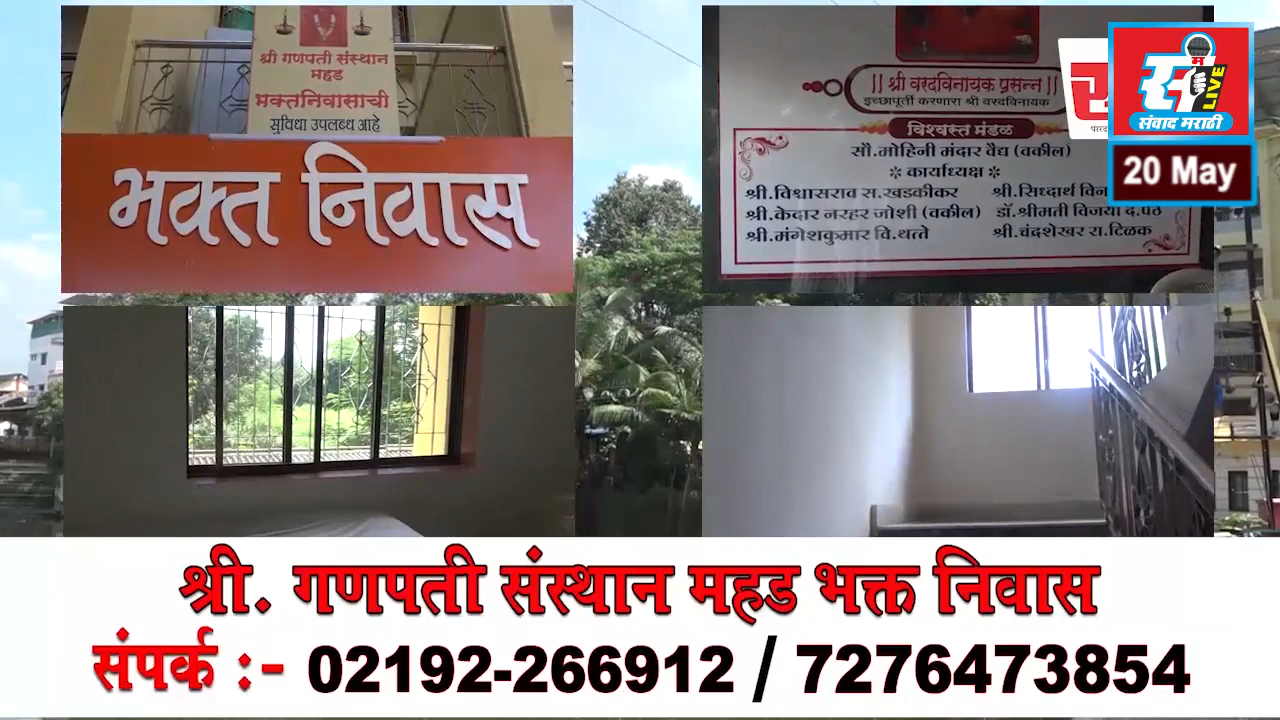 श्री गणपती संस्थान
महड
भक्तनिवासाची
सुविधा उपलब्ध आहे
भक्त निवास
|| श्री वरदविनायक प्रसन्न ||
इच्छापूर्ती करणारा श्री वरदविनायक
विश्वस्त मंडळ
सौ.मोहिनी मंदार वैद्य (वकील)
❊ कार्याध्यक्ष ❊
श्री.विश्वासराव स.खडकीकर श्री.सिध्दार्थ
श्री.केदार नरहर जोशी (वकील) डॉ.श्रीमती विजया द.पेठे
श्री.मंगेशकुमार वि.थत्ते श्री.चंद्रशेखर रा.टिळक
सम
LIVE
संवाद मराठी
20 May
श्री. गणपती संस्थान महड भक्त निवास
संपर्क :- 02192-266912 / 7276473854